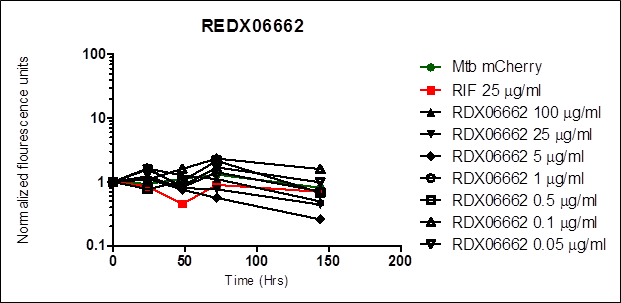 REDX06662
Normalized flourescence units
100
10
1
0.1
0
50
100
150
200
Time (Hrs)
Mtb mCherry
RIF 25 µg/ml
RDX06662 100 µg/ml
RDX06662 25 µg/ml
RDX06662 5 µg/ml
RDX06662 1 µg/ml
RDX06662 0.5 µg/ml
RDX06662 0.1 µg/ml
RDX06662 0.05 µg/ml